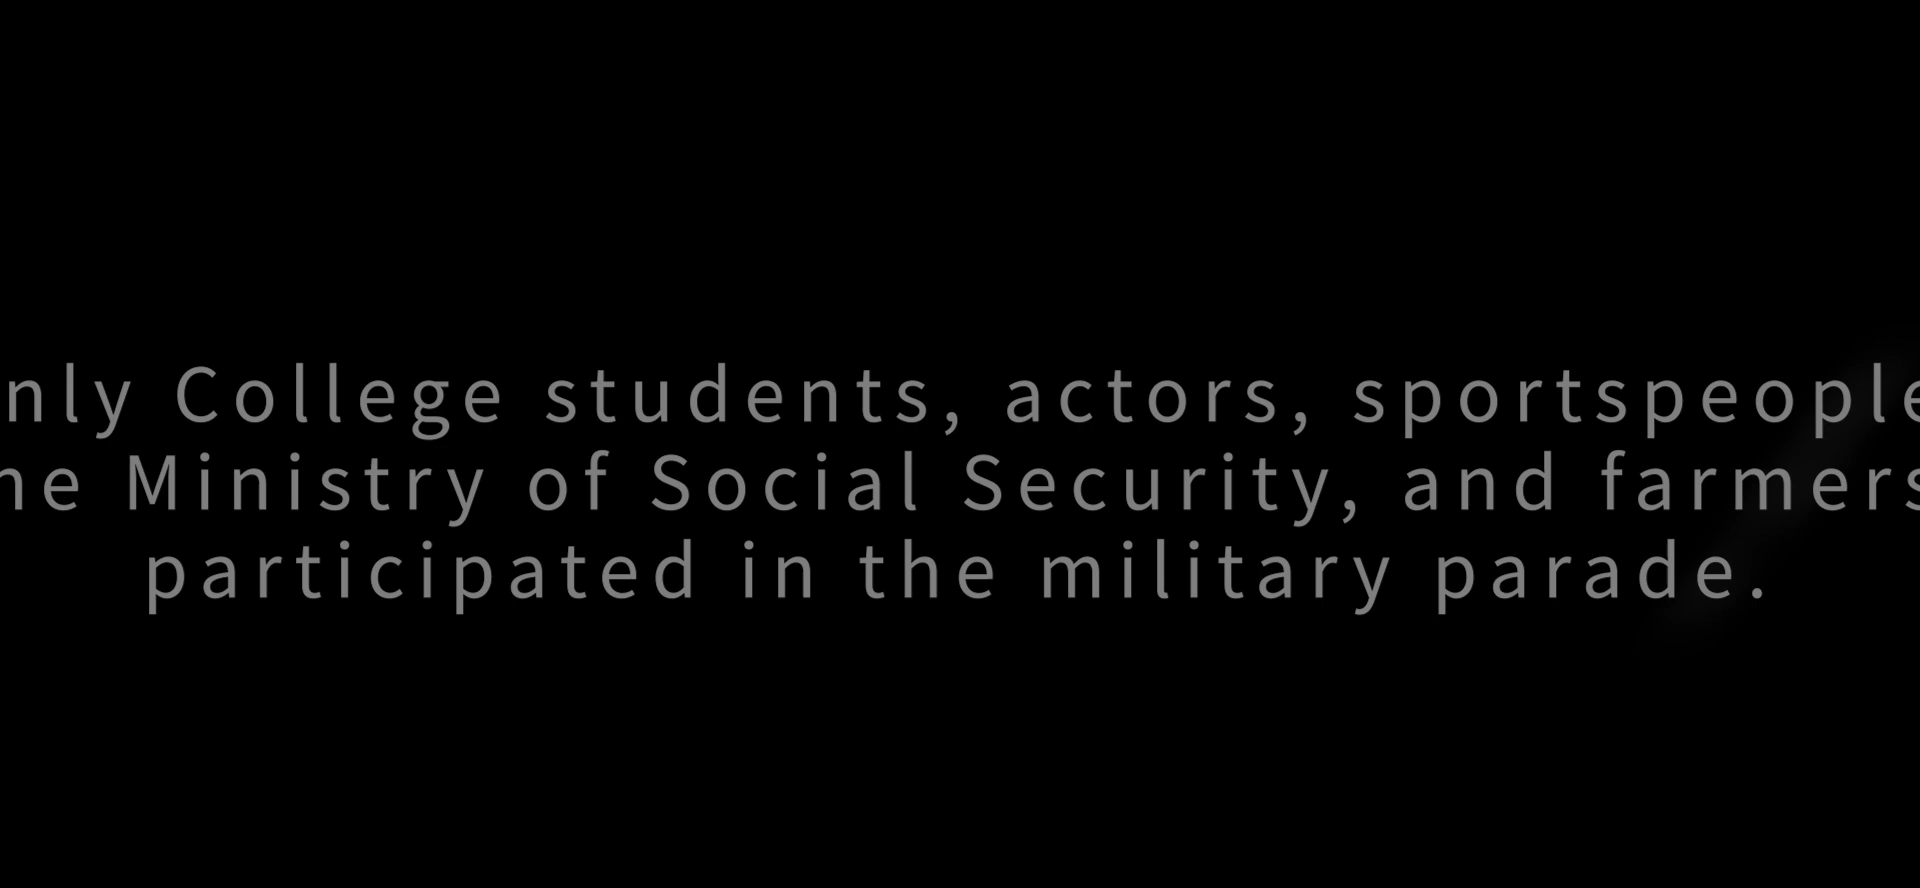 nly College students, actors, sportspeople
he Ministry of Social Security, and farmers
participated in the military parade.